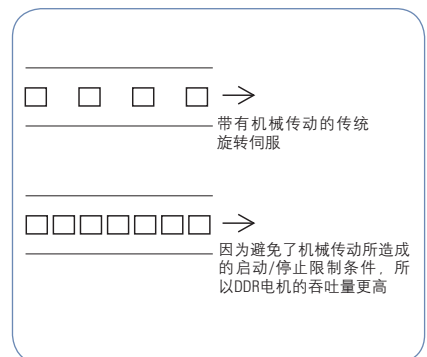 带有机械传动的传统
旋转伺服
因为避免了机械传动所造成
的启动/停止限制条件，所
以DDR电机的吞吐量更高